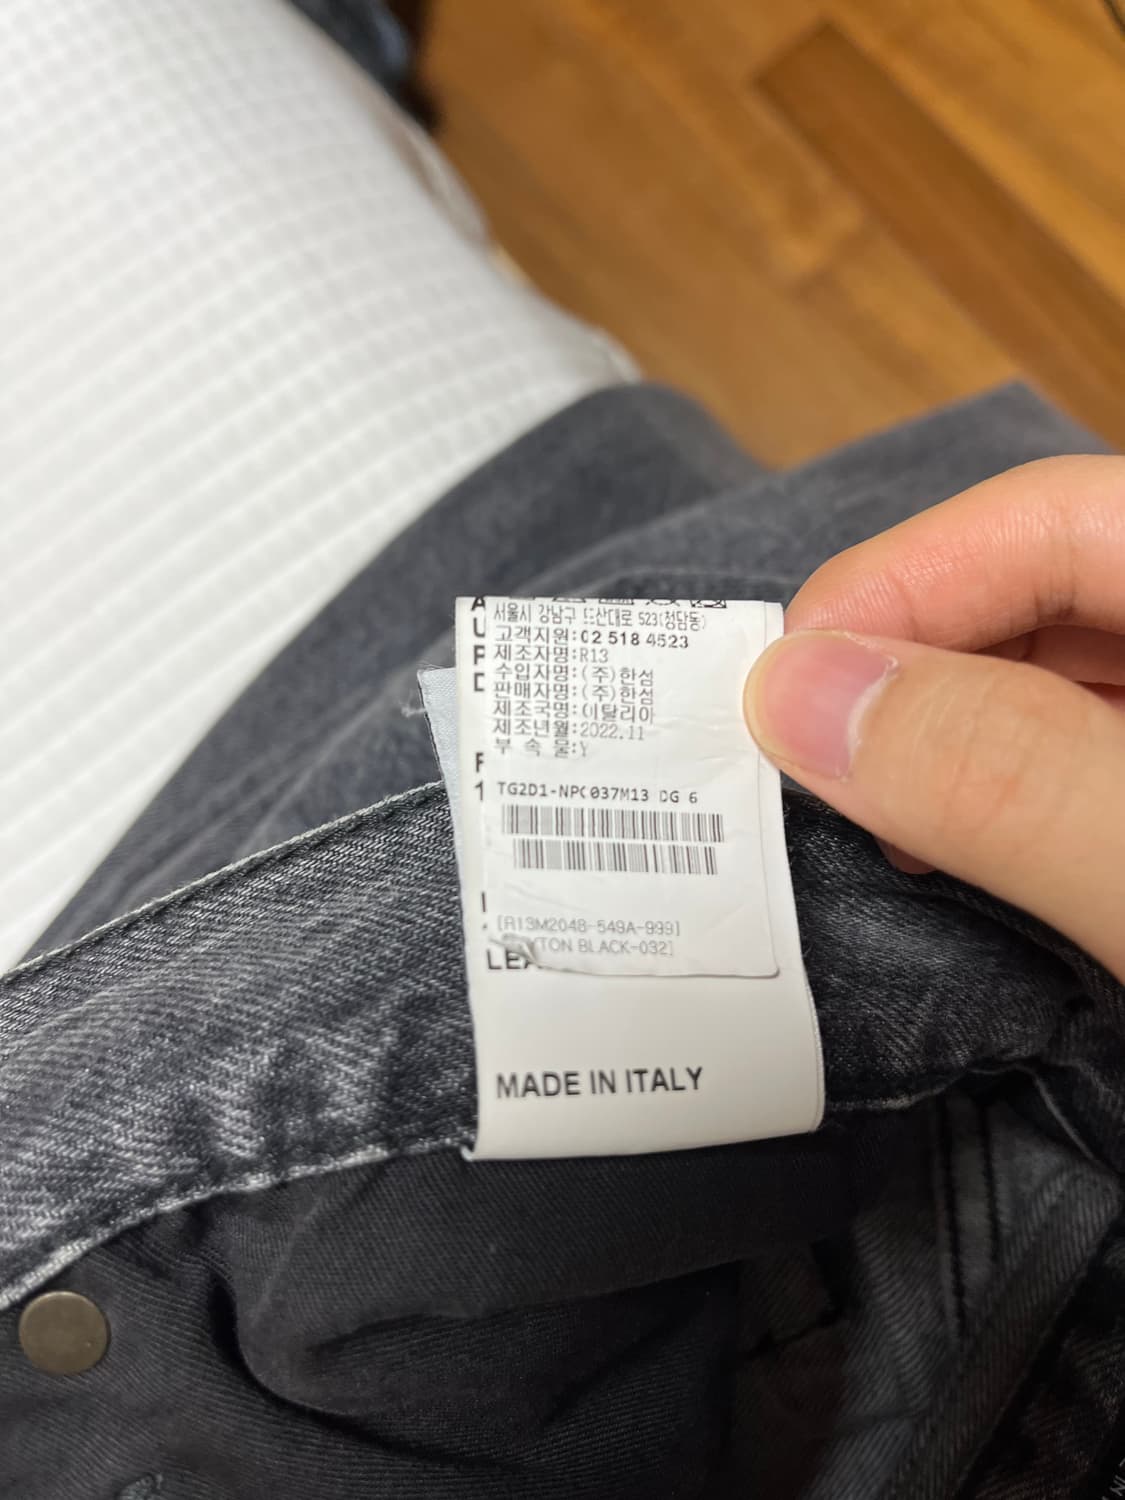 서울시 강남구 도산대로 523(청담동)
고객지원:02 518 4523
제조자명:R13
수입자명:(주)한섬
판매자명:(주)한섬
제조국명:이탈리아
제조년월:2022.11
부 속 물:Y
TG2D1-NPC037M13 DG 6
[R13M2048-549A-999]
BLACK-032]
MADE IN ITALY